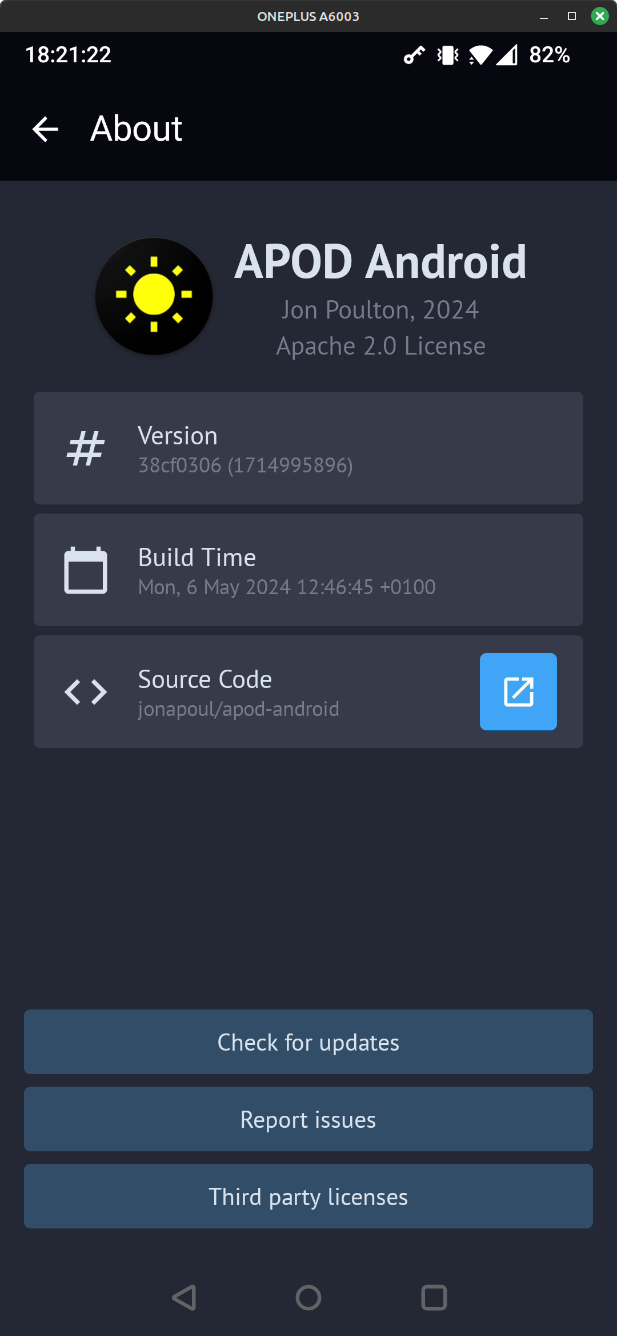 ONEPLUS A6003
18:21:22
82%
About
APOD Android
Jon Poulton, 2024
Apache 2.0 License
Version
38cf0306 (1714995896)
Build Time
Mon, 6 May 2024 12:46:45 +0100
Source Code
jonapoul/apod-android
Check for updates
Report issues
Third party licenses